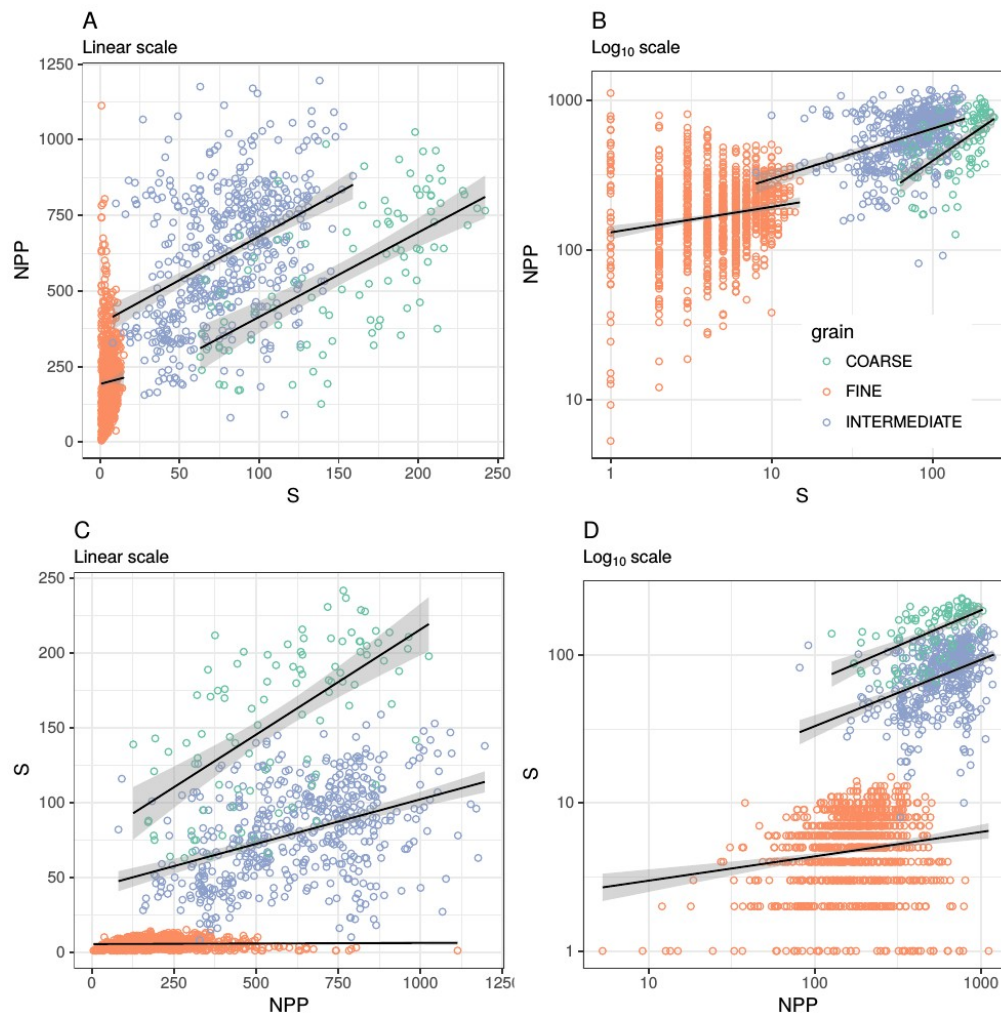 A
Linear scale
1250
1000
750
500
250
0
NPP
0 50 100 150 200 250
S
B
Log10 scale
1000
100
10
NPP
grain
COARSE
FINE
INTERMEDIATE
1 10 100
S
C
Linear scale
250
200
150
100
50
0
S
0 250 500 750 1000 1250
NPP
D
Log10 scale
100
10
1
S
10 100 1000
NPP